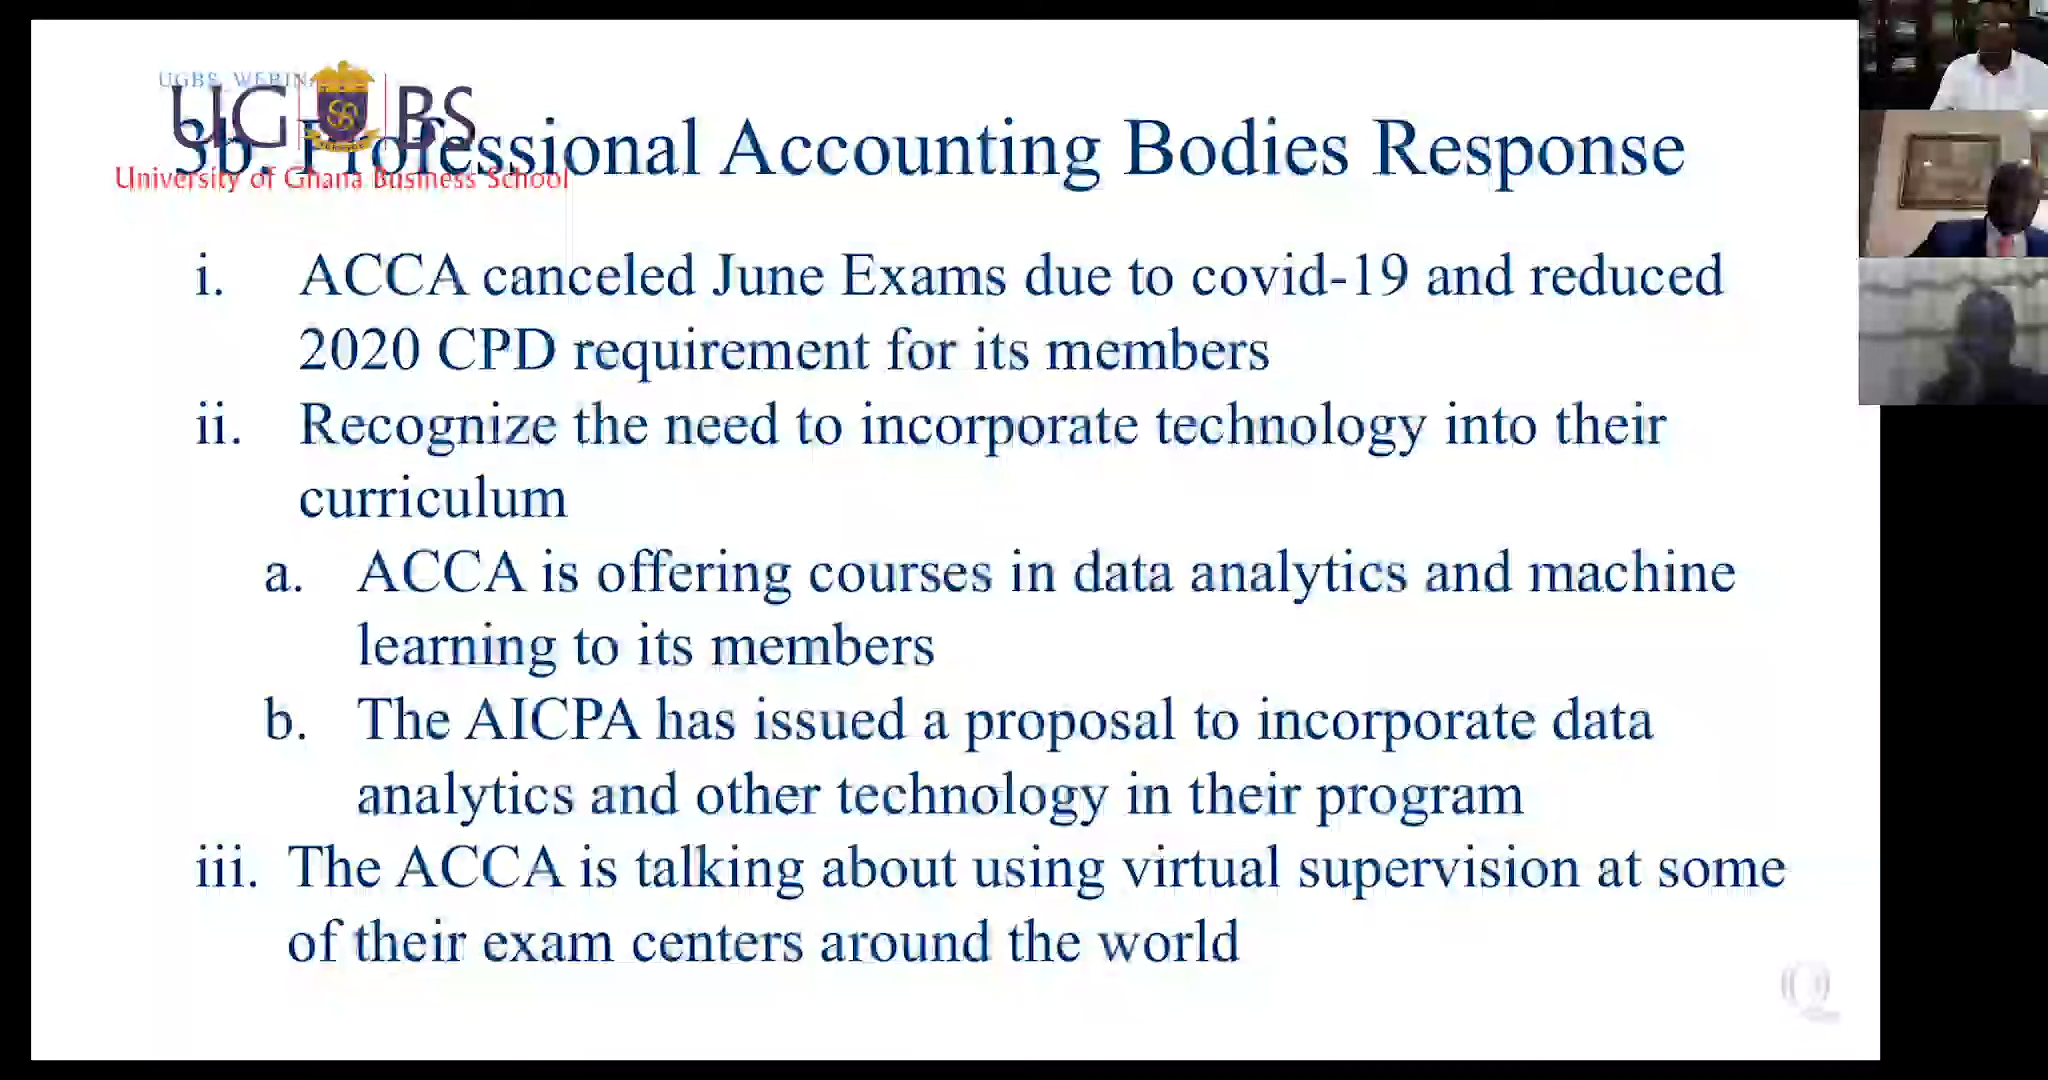 UGBS WEBIN
UG BS
3b. Professional Accounting Bodies Response
University of Ghana Business School
i. ACCA canceled June Exams due to covid-19 and reduced
2020 CPD requirement for its members
ii. Recognize the need to incorporate technology into their
curriculum
a. ACCA is offering courses in data analytics and machine
learning to its members
b. The AICPA has issued a proposal to incorporate data
analytics and other technology in their program
iii. The ACCA is talking about using virtual supervision at some
of their exam centers around the world